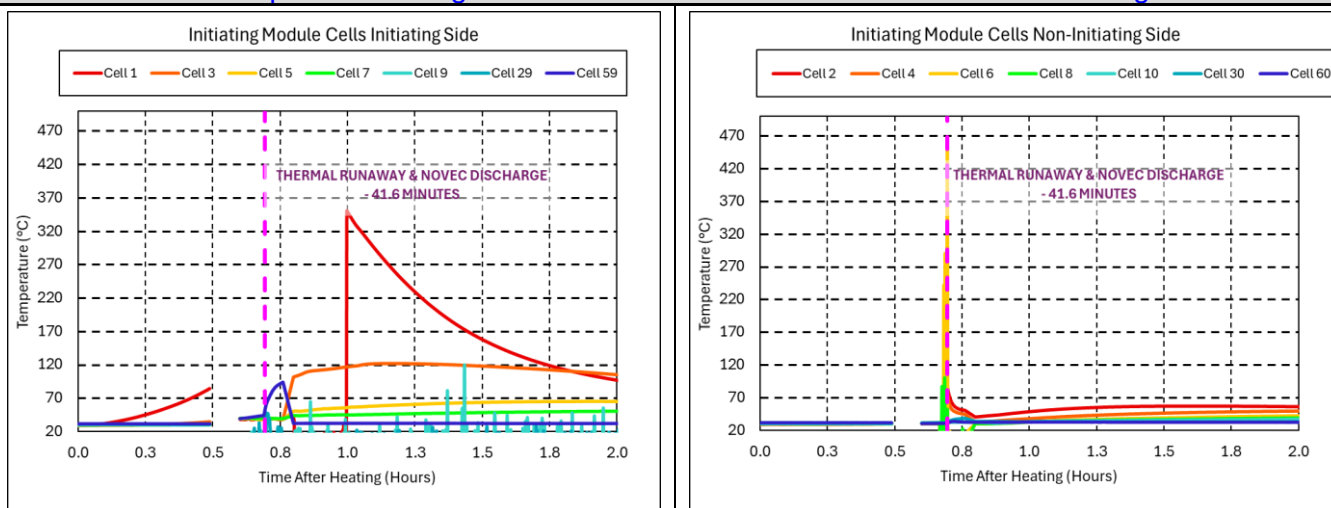 Initiating Module Cells Initiating Side
Cell 1 Cell 3 Cell 5 Cell 7 Cell 9 Cell 29 Cell 59
470
420
370
320
270
220
170
120
70
20
Temperature (°C)
THERMAL RUNAWAY & NOVEC DISCHARGE
- 41.6 MINUTES
0.0 0.3 0.5 0.8 1.0 1.3 1.5 1.8 2.0
Time After Heating (Hours)
Initiating Module Cells Non-Initiating Side
Cell 2 Cell 4 Cell 6 Cell 8 Cell 10 Cell 30 Cell 60
470
420
370
320
270
220
170
120
70
20
Temperature (°C)
THERMAL RUNAWAY & NOVEC DISCHARGE
- 41.6 MINUTES
0.0 0.3 0.5 0.8 1.0 1.3 1.5 1.8 2.0
Time After Heating (Hours)